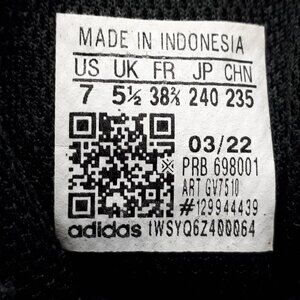 MADE IN INDONESIA
US UK FR JP CHN
7 5½ 38⅔ 240 235
03/22
PRB 698001
ART GV7510
#129944439
adidas tWSYQ6Z400064